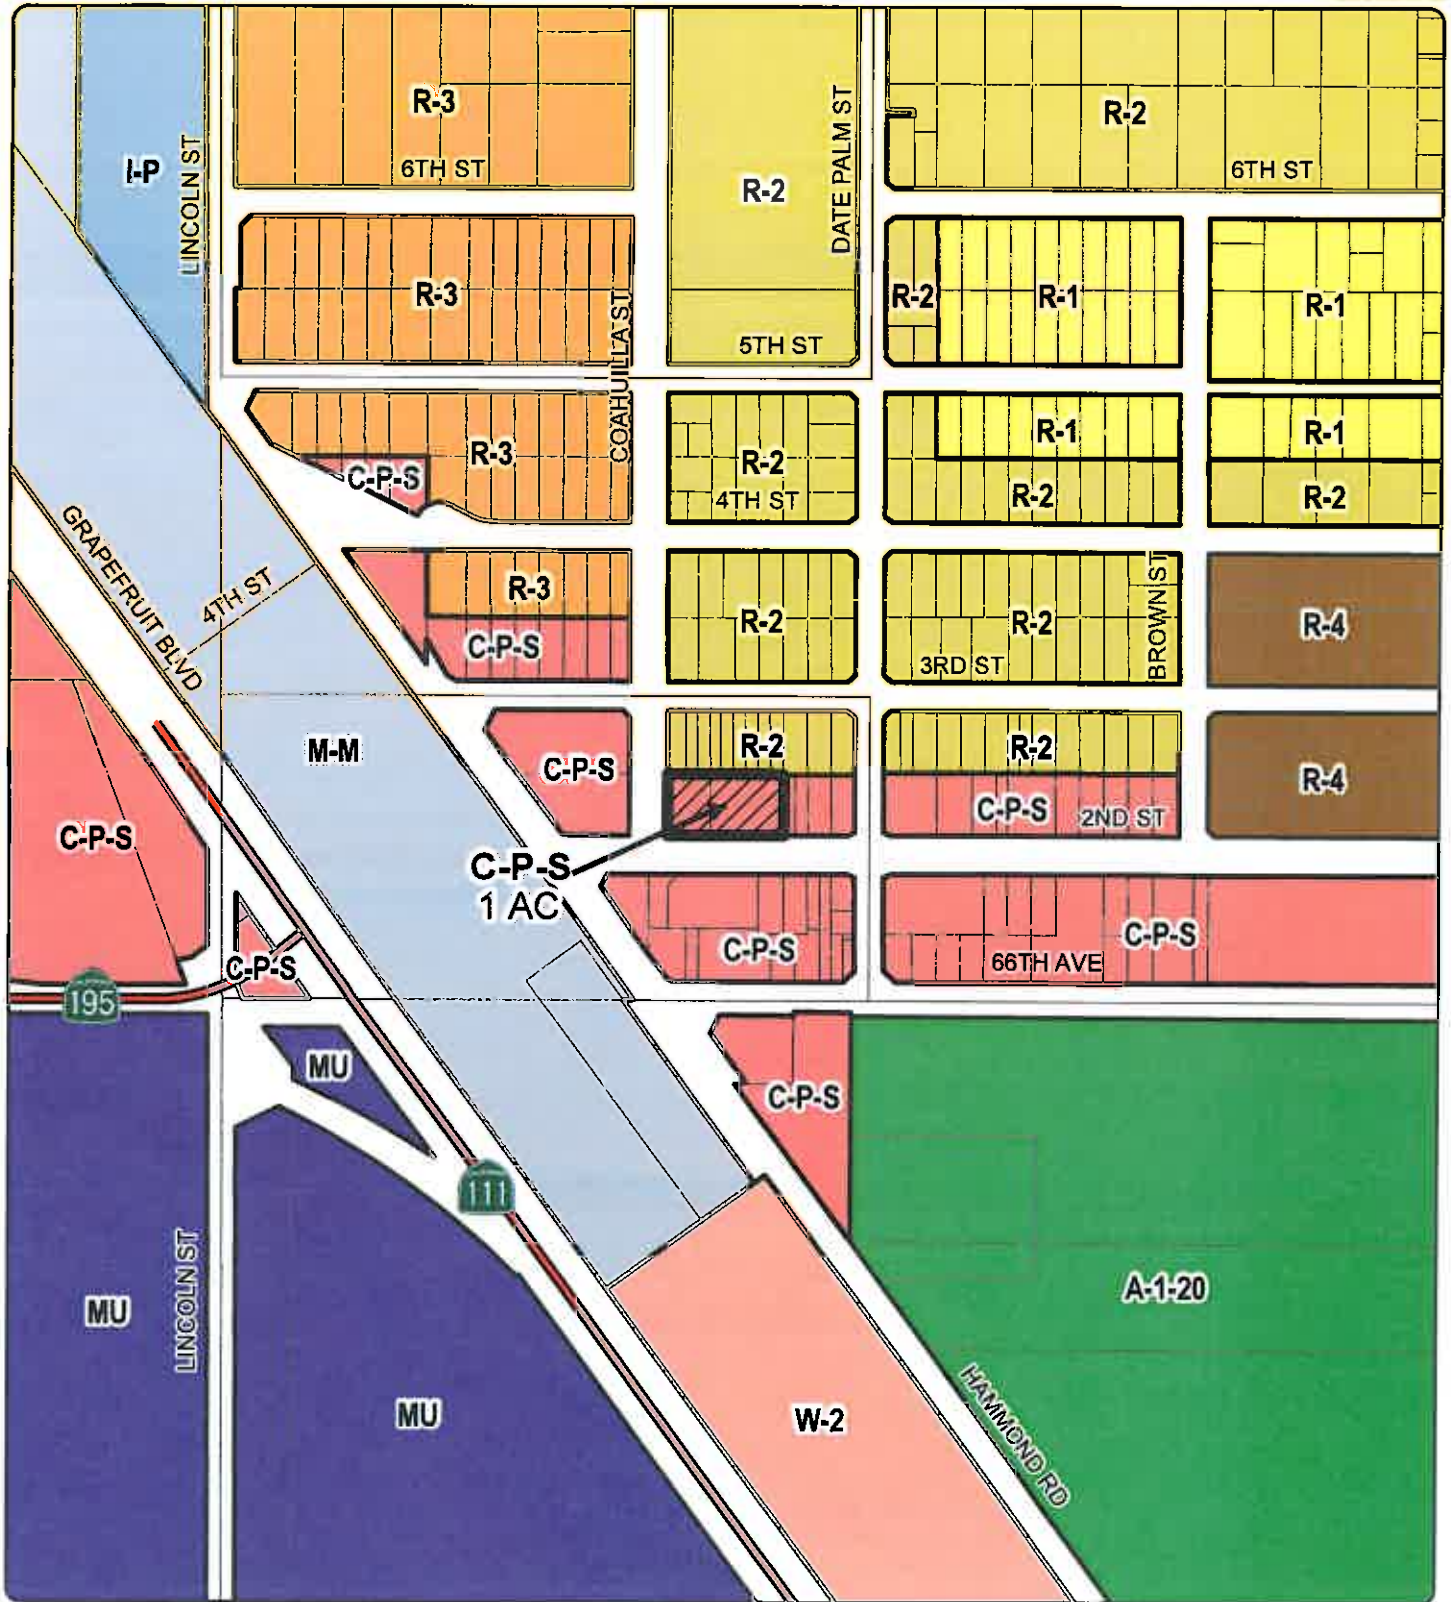 R-3
R-2
DATE PALM ST
R-2
I-P
LINCOLN ST
6TH ST
6TH ST
R-2
R-3
R-2
R-1
R-1
COAHUILLA ST
5TH ST
R-3
C-P-S
R-2
4TH ST
R-1
R-2
R-1
R-2
GRAPEFRUIT BLVD
4TH ST
R-3
C-P-S
R-2
R-2
3RD ST
BROWN ST
R-4
M-M
C-P-S
R-2
R-2
C-P-S
2ND ST
R-4
C-P-S
C-P-S
1 AC
C-P-S
C-P-S
66TH AVE
C-P-S
195
MU
C-P-S
111
MU
LINCOLN ST
MU
A-1-20
W-2
HAMMOND RD